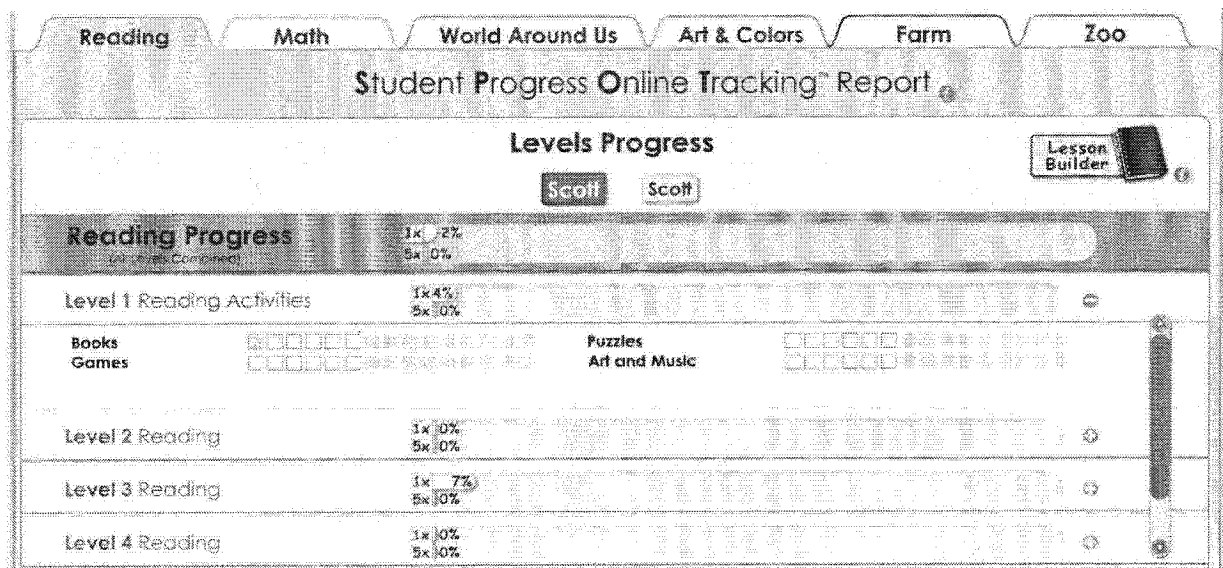 Reading Math World Around Us Art & Colors Farm Zoo
Student Progress Online Tracking™ Report
Levels Progress
Lesson
Builder
Scott Scott
Reading Progress
1x 2%
(All Levels Combined)
5x 0%
Level 1 Reading Activities
1x 4%
5x 0%
Books Puzzles
Games Art and Music
Level 2 Reading
1x 0%
5x 0%
Level 3 Reading
1x 7%
5x 0%
Level 4 Reading
1x 0%
5x 0%